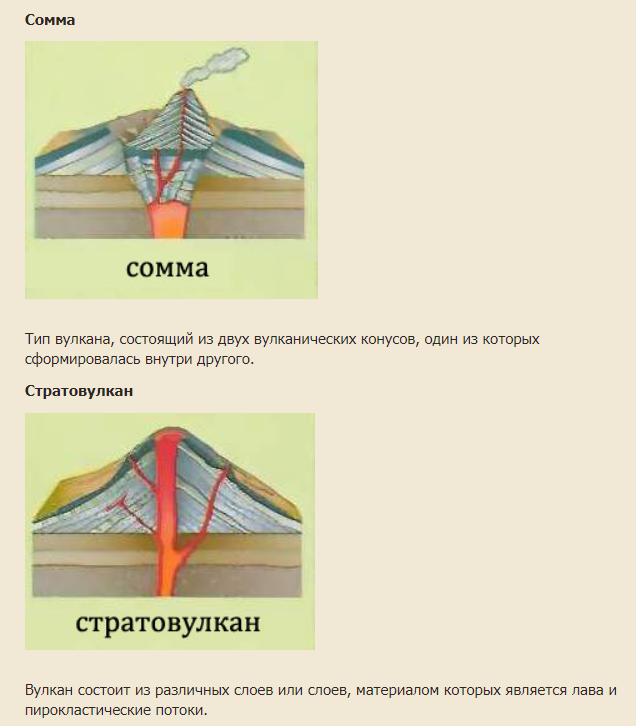 Сомма
сомма
Тип вулкана, состоящий из двух вулканических конусов, один из которых
сформировалась внутри другого.
Стратовулкан
стратовулкан
Вулкан состоит из различных слоев или слоев, материалом которых является лава и
пирокластические потоки.